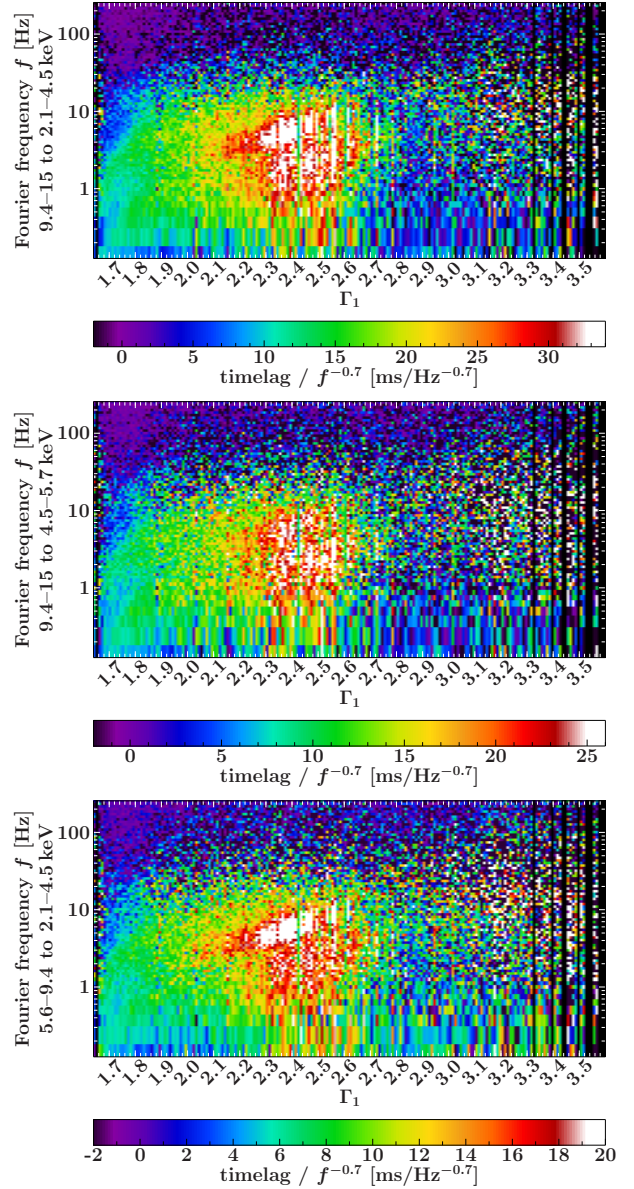 Fourier frequency f [Hz]
9.4–15 to 2.1–4.5 keV
100
10
1
1.7 1.8 1.9 2.0 2.1 2.2 2.3 2.4 2.5 2.6 2.7 2.8 2.9 3.0 3.1 3.2 3.3 3.4 3.5
Γ₁
0 5 10 15 20 25 30
timelag / f⁻⁰·⁷ [ms/Hz⁻⁰·⁷]
Fourier frequency f [Hz]
9.4–15 to 4.5–5.7 keV
100
10
1
1.7 1.8 1.9 2.0 2.1 2.2 2.3 2.4 2.5 2.6 2.7 2.8 2.9 3.0 3.1 3.2 3.3 3.4 3.5
Γ₁
0 5 10 15 20 25
timelag / f⁻⁰·⁷ [ms/Hz⁻⁰·⁷]
Fourier frequency f [Hz]
5.6–9.4 to 2.1–4.5 keV
100
10
1
1.7 1.8 1.9 2.0 2.1 2.2 2.3 2.4 2.5 2.6 2.7 2.8 2.9 3.0 3.1 3.2 3.3 3.4 3.5
Γ₁
-2 0 2 4 6 8 10 12 14 16 18 20
timelag / f⁻⁰·⁷ [ms/Hz⁻⁰·⁷]